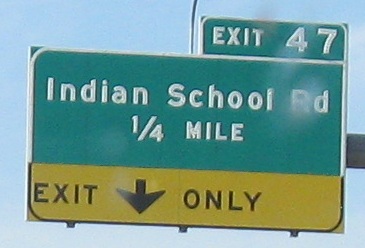 EXIT 47
Indian School Rd
1/4 MILE
EXIT ONLY